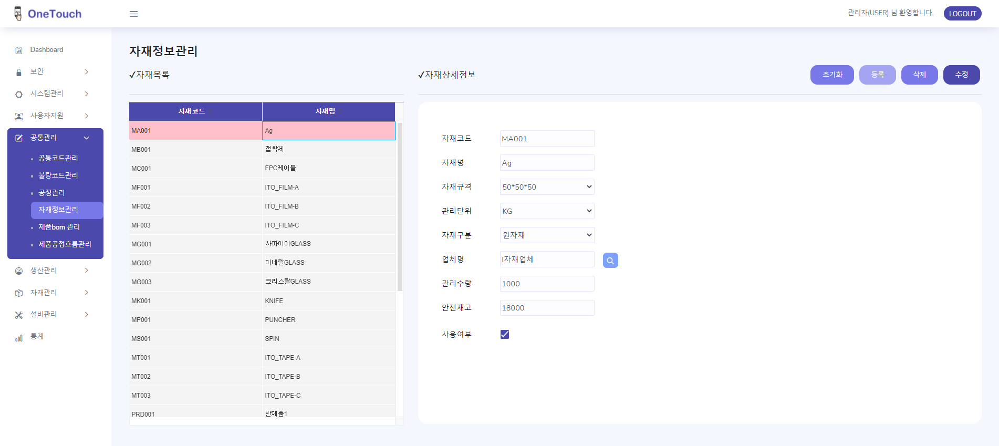 OneTouch
관리자(USER) 님 환영합니다.
LOGOUT
Dashboard
보안
시스템관리
사용자지원
공통관리
공통코드관리
불량코드관리
공정관리
자재정보관리
제품bom 관리
제품공정흐름관리
생산관리
자재관리
설비관리
통계
자재정보관리
✓자재목록
자재코드 자재명
MA001 Ag
MB001 접착제
MC001 FPC케이블
MF001 ITO_FILM-A
MF002 ITO_FILM-B
MF003 ITO_FILM-C
MG001 사파이어GLASS
MG002 미네랄GLASS
MG003 크리스탈GLASS
MK001 KNIFE
MP001 PUNCHER
MS001 SPIN
MT001 ITO_TAPE-A
MT002 ITO_TAPE-B
MT003 ITO_TAPE-C
PRD001 반제품1
✓자재상세정보
초기화 등록 삭제 수정
자재코드 MA001
자재명 Ag
자재규격 50*50*50
관리단위 KG
자재구분 원자재
업체명 I자재업체
관리수량 1000
안전재고 18000
사용여부